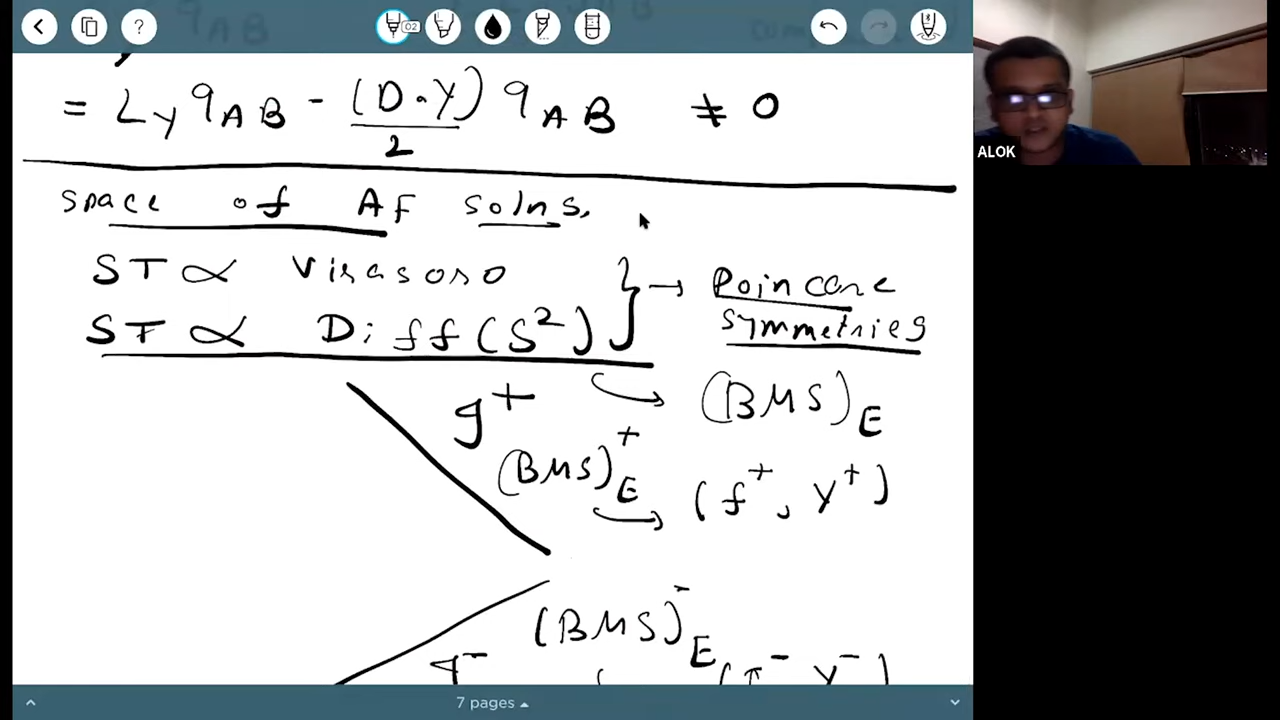 = L_Y q_AB - (D·Y)/2 q_AB ≠ 0
space of AF solns.
ST ∝ Virasoro
ST ∝ Diff(S²) } → Poincare symmetries
g⁺ → (BMS)_E
(BMS)⁺_E
→ (f⁺, Y⁺)
(BMS)⁻_E
Y⁻)
ALOK
7 pages